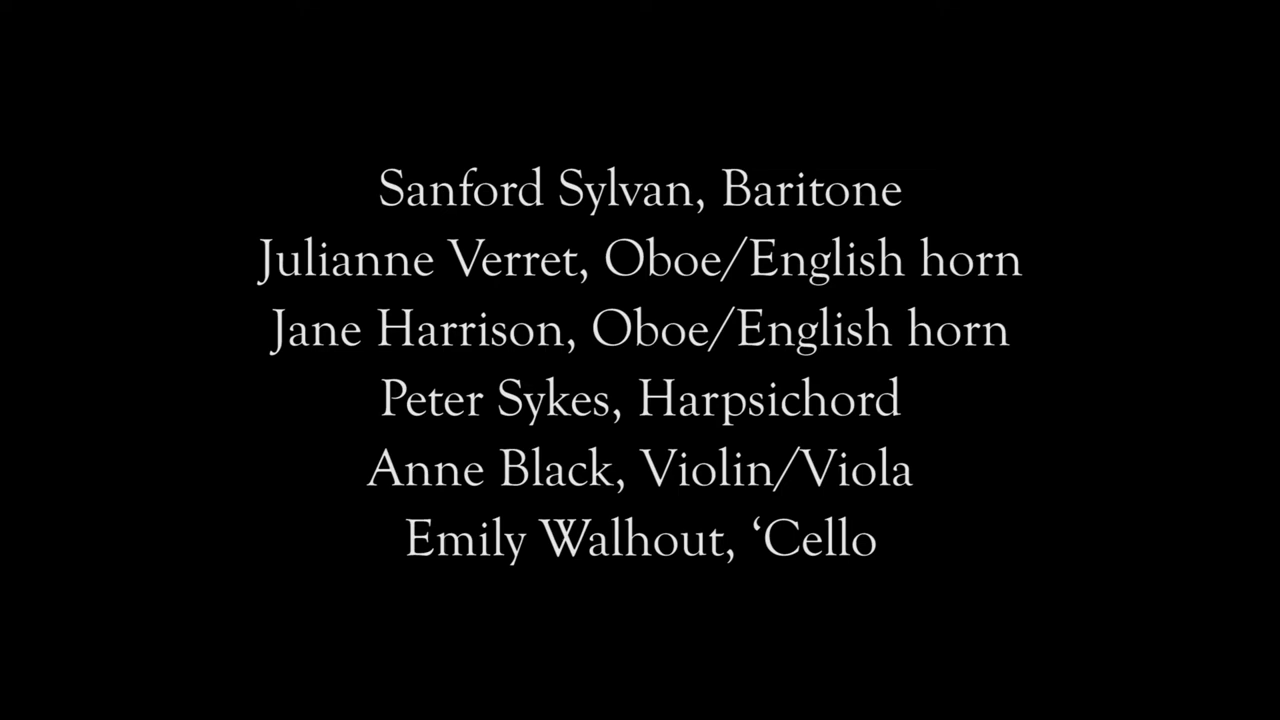 Sanford Sylvan, Baritone
Julianne Verret, Oboe/English horn
Jane Harrison, Oboe/English horn
Peter Sykes, Harpsichord
Anne Black, Violin/Viola
Emily Walhout, ‘Cello